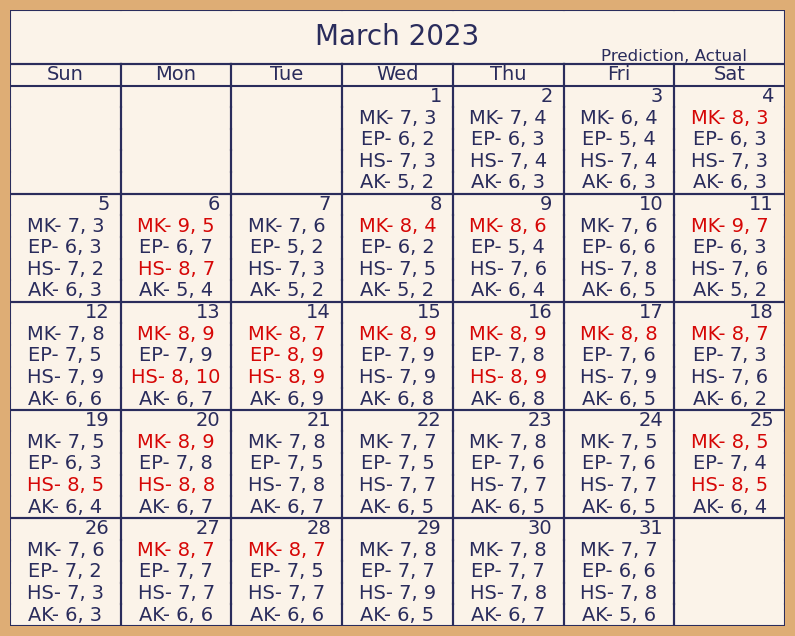 March 2023
Prediction, Actual
Sun Mon Tue Wed Thu Fri Sat
1 2 3 4
MK- 7, 3 MK- 7, 4 MK- 6, 4 MK- 8, 3
EP- 6, 2 EP- 6, 3 EP- 5, 4 EP- 6, 3
HS- 7, 3 HS- 7, 4 HS- 7, 4 HS- 7, 3
AK- 5, 2 AK- 6, 3 AK- 6, 3 AK- 6, 3
5 6 7 8 9 10 11
MK- 7, 3 MK- 9, 5 MK- 7, 6 MK- 8, 4 MK- 8, 6 MK- 7, 6 MK- 9, 7
EP- 6, 3 EP- 6, 7 EP- 5, 2 EP- 6, 2 EP- 5, 4 EP- 6, 6 EP- 6, 3
HS- 7, 2 HS- 8, 7 HS- 7, 3 HS- 7, 5 HS- 7, 6 HS- 7, 8 HS- 7, 6
AK- 6, 3 AK- 5, 4 AK- 5, 2 AK- 5, 2 AK- 6, 4 AK- 6, 5 AK- 5, 2
12 13 14 15 16 17 18
MK- 7, 8 MK- 8, 9 MK- 8, 7 MK- 8, 9 MK- 8, 9 MK- 8, 8 MK- 8, 7
EP- 7, 5 EP- 7, 9 EP- 8, 9 EP- 7, 9 EP- 7, 8 EP- 7, 6 EP- 7, 3
HS- 7, 9 HS- 8, 10 HS- 8, 9 HS- 7, 9 HS- 8, 9 HS- 7, 9 HS- 7, 6
AK- 6, 6 AK- 6, 7 AK- 6, 9 AK- 6, 8 AK- 6, 8 AK- 6, 5 AK- 6, 2
19 20 21 22 23 24 25
MK- 7, 5 MK- 8, 9 MK- 7, 8 MK- 7, 7 MK- 7, 8 MK- 7, 5 MK- 8, 5
EP- 6, 3 EP- 7, 8 EP- 7, 5 EP- 7, 5 EP- 7, 6 EP- 7, 6 EP- 7, 4
HS- 8, 5 HS- 8, 8 HS- 7, 8 HS- 7, 7 HS- 7, 7 HS- 7, 7 HS- 8, 5
AK- 6, 4 AK- 6, 7 AK- 6, 7 AK- 6, 5 AK- 6, 5 AK- 6, 5 AK- 6, 4
26 27 28 29 30 31
MK- 7, 6 MK- 8, 7 MK- 8, 7 MK- 7, 8 MK- 7, 8 MK- 7, 7
EP- 7, 2 EP- 7, 7 EP- 7, 5 EP- 7, 7 EP- 7, 7 EP- 6, 6
HS- 7, 3 HS- 7, 7 HS- 7, 7 HS- 7, 9 HS- 7, 8 HS- 7, 8
AK- 6, 3 AK- 6, 6 AK- 6, 6 AK- 6, 5 AK- 6, 7 AK- 5, 6